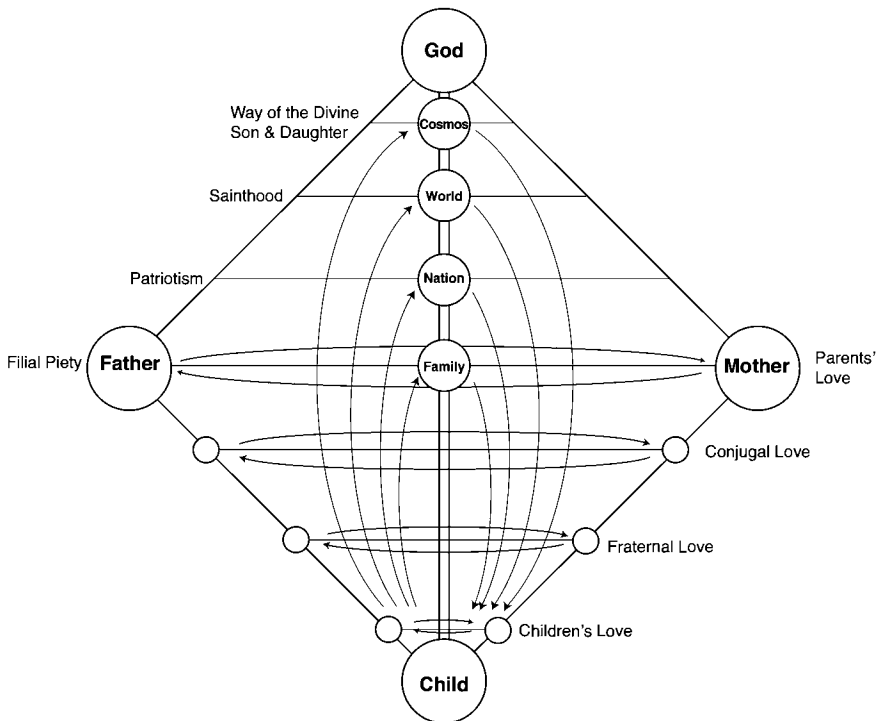 God
Way of the Divine
Son & Daughter
Cosmos
Sainthood
World
Patriotism
Nation
Filial Piety
Father
Family
Mother
Parents’
Love
Conjugal Love
Fraternal Love
Children’s Love
Child